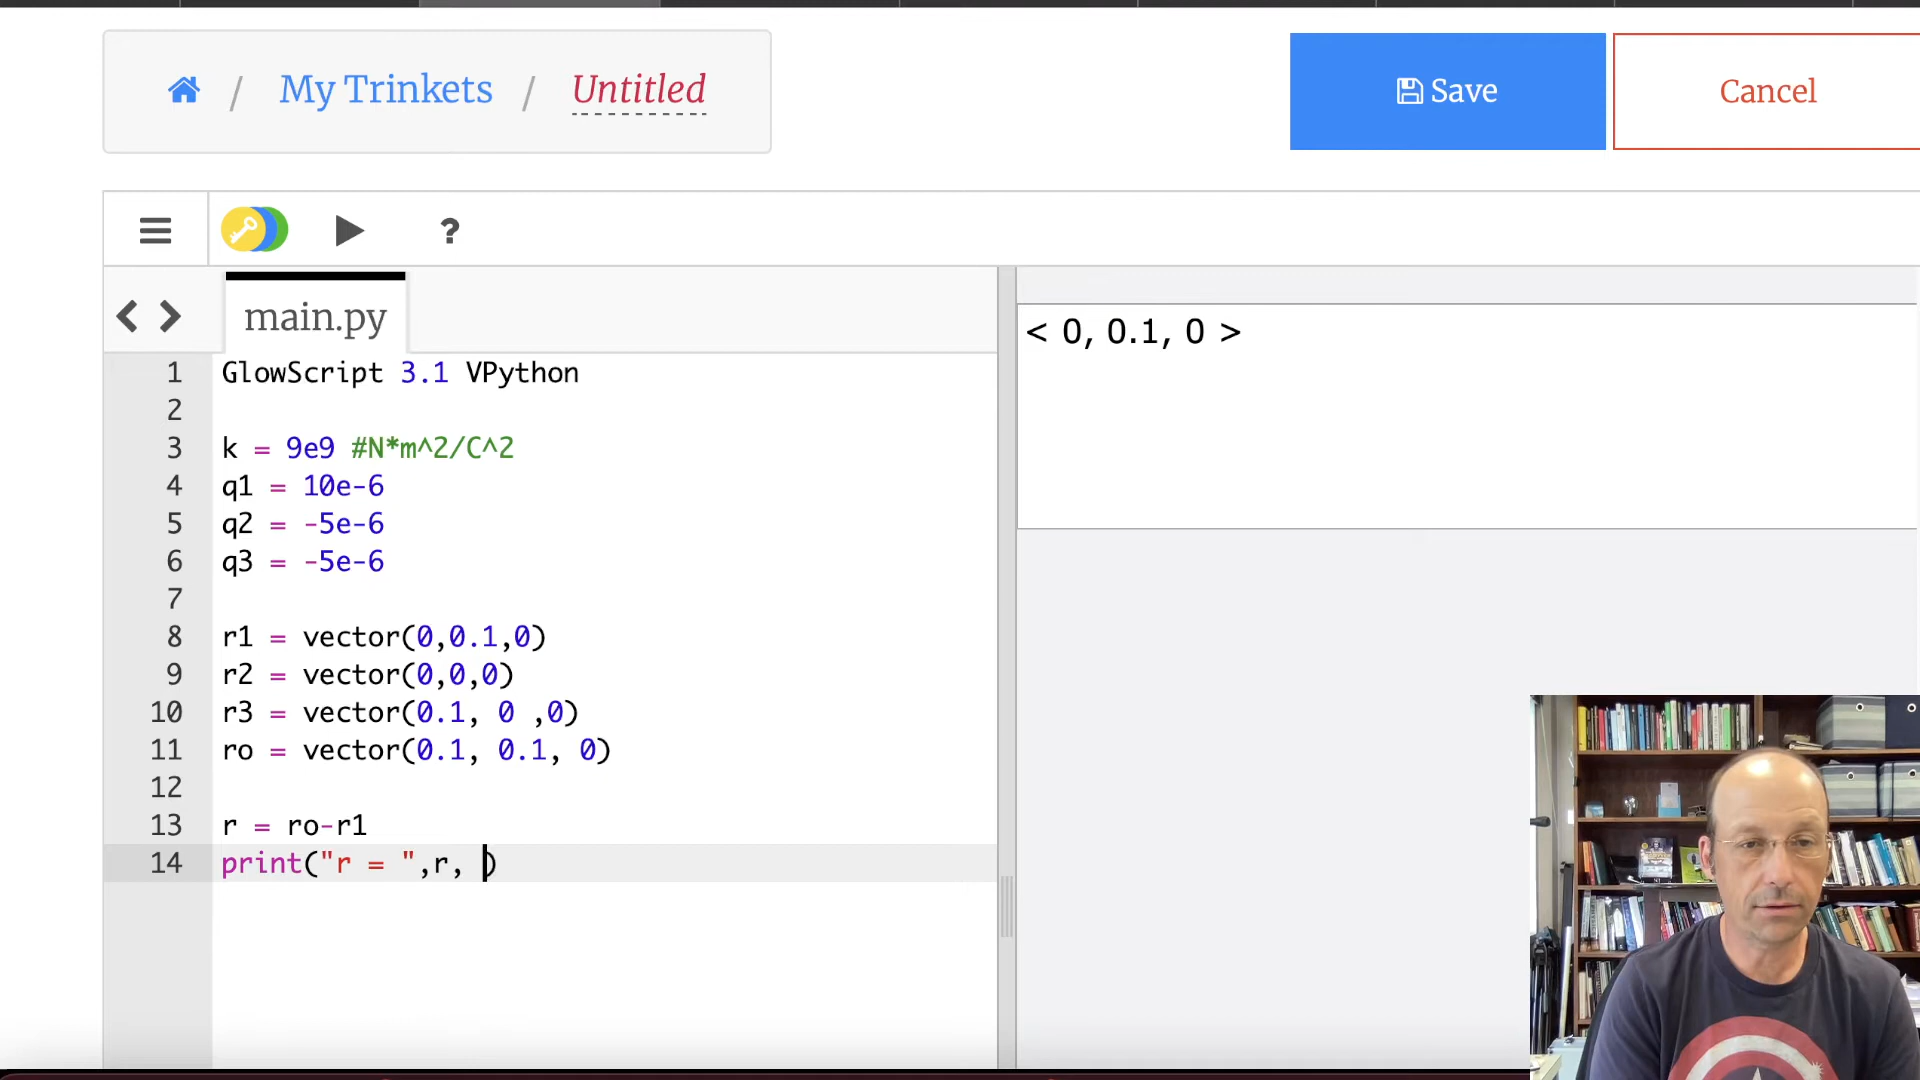 / My Trinkets / Untitled
Save
Cancel
?
main.py
< 0, 0.1, 0 >
1 GlowScript 3.1 VPython
2
3 k = 9e9 #N*m^2/C^2
4 q1 = 10e-6
5 q2 = -5e-6
6 q3 = -5e-6
7
8 r1 = vector(0,0.1,0)
9 r2 = vector(0,0,0)
10 r3 = vector(0.1, 0 ,0)
11 ro = vector(0.1, 0.1, 0)
12
13 r = ro-r1
14 print("r = ",r, )